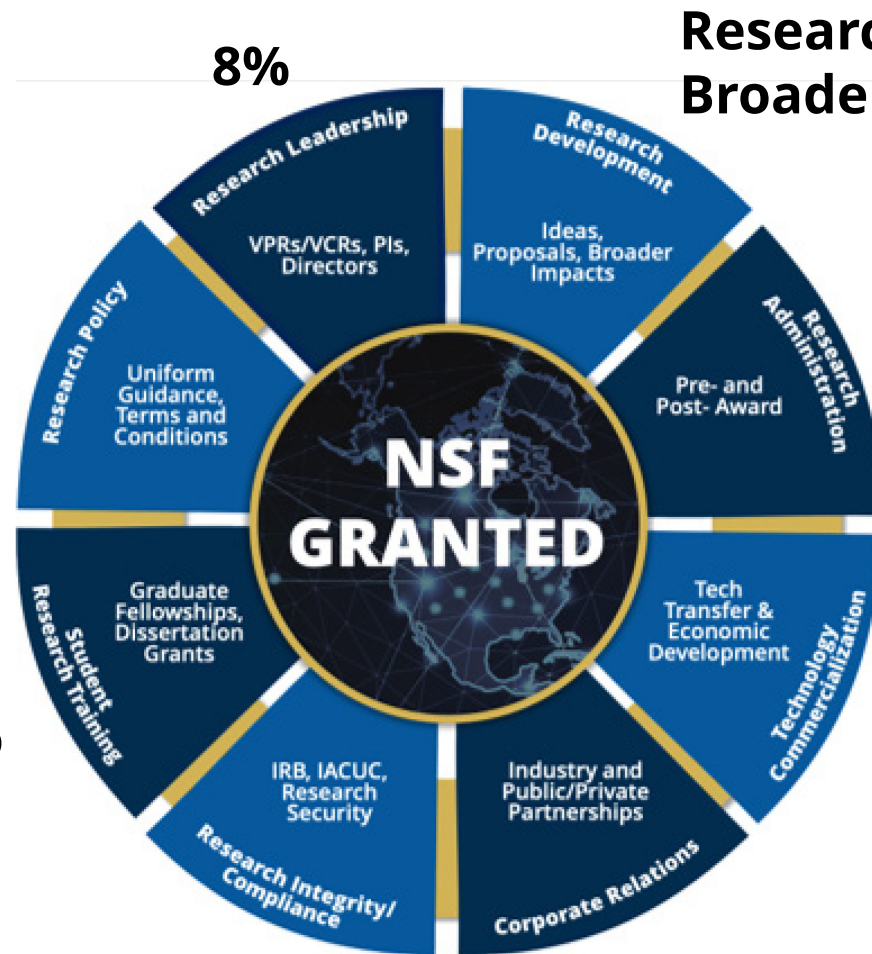 8%
Researc
Broade
Research Leadership
VPRs/VCRs, PIs,
Directors
Research
Development
Ideas,
Proposals, Broader
Impacts
Research
Administration
Pre- and
Post- Award
Technology
Commercialization
Tech
Transfer &
Economic
Development
Corporate Relations
Industry and
Public/Private
Partnerships
Research Integrity/
Compliance
IRB, IACUC,
Research
Security
Student
Research Training
Graduate
Fellowships,
Dissertation
Grants
Research Policy
Uniform
Guidance,
Terms and
Conditions
NSF
GRANTED